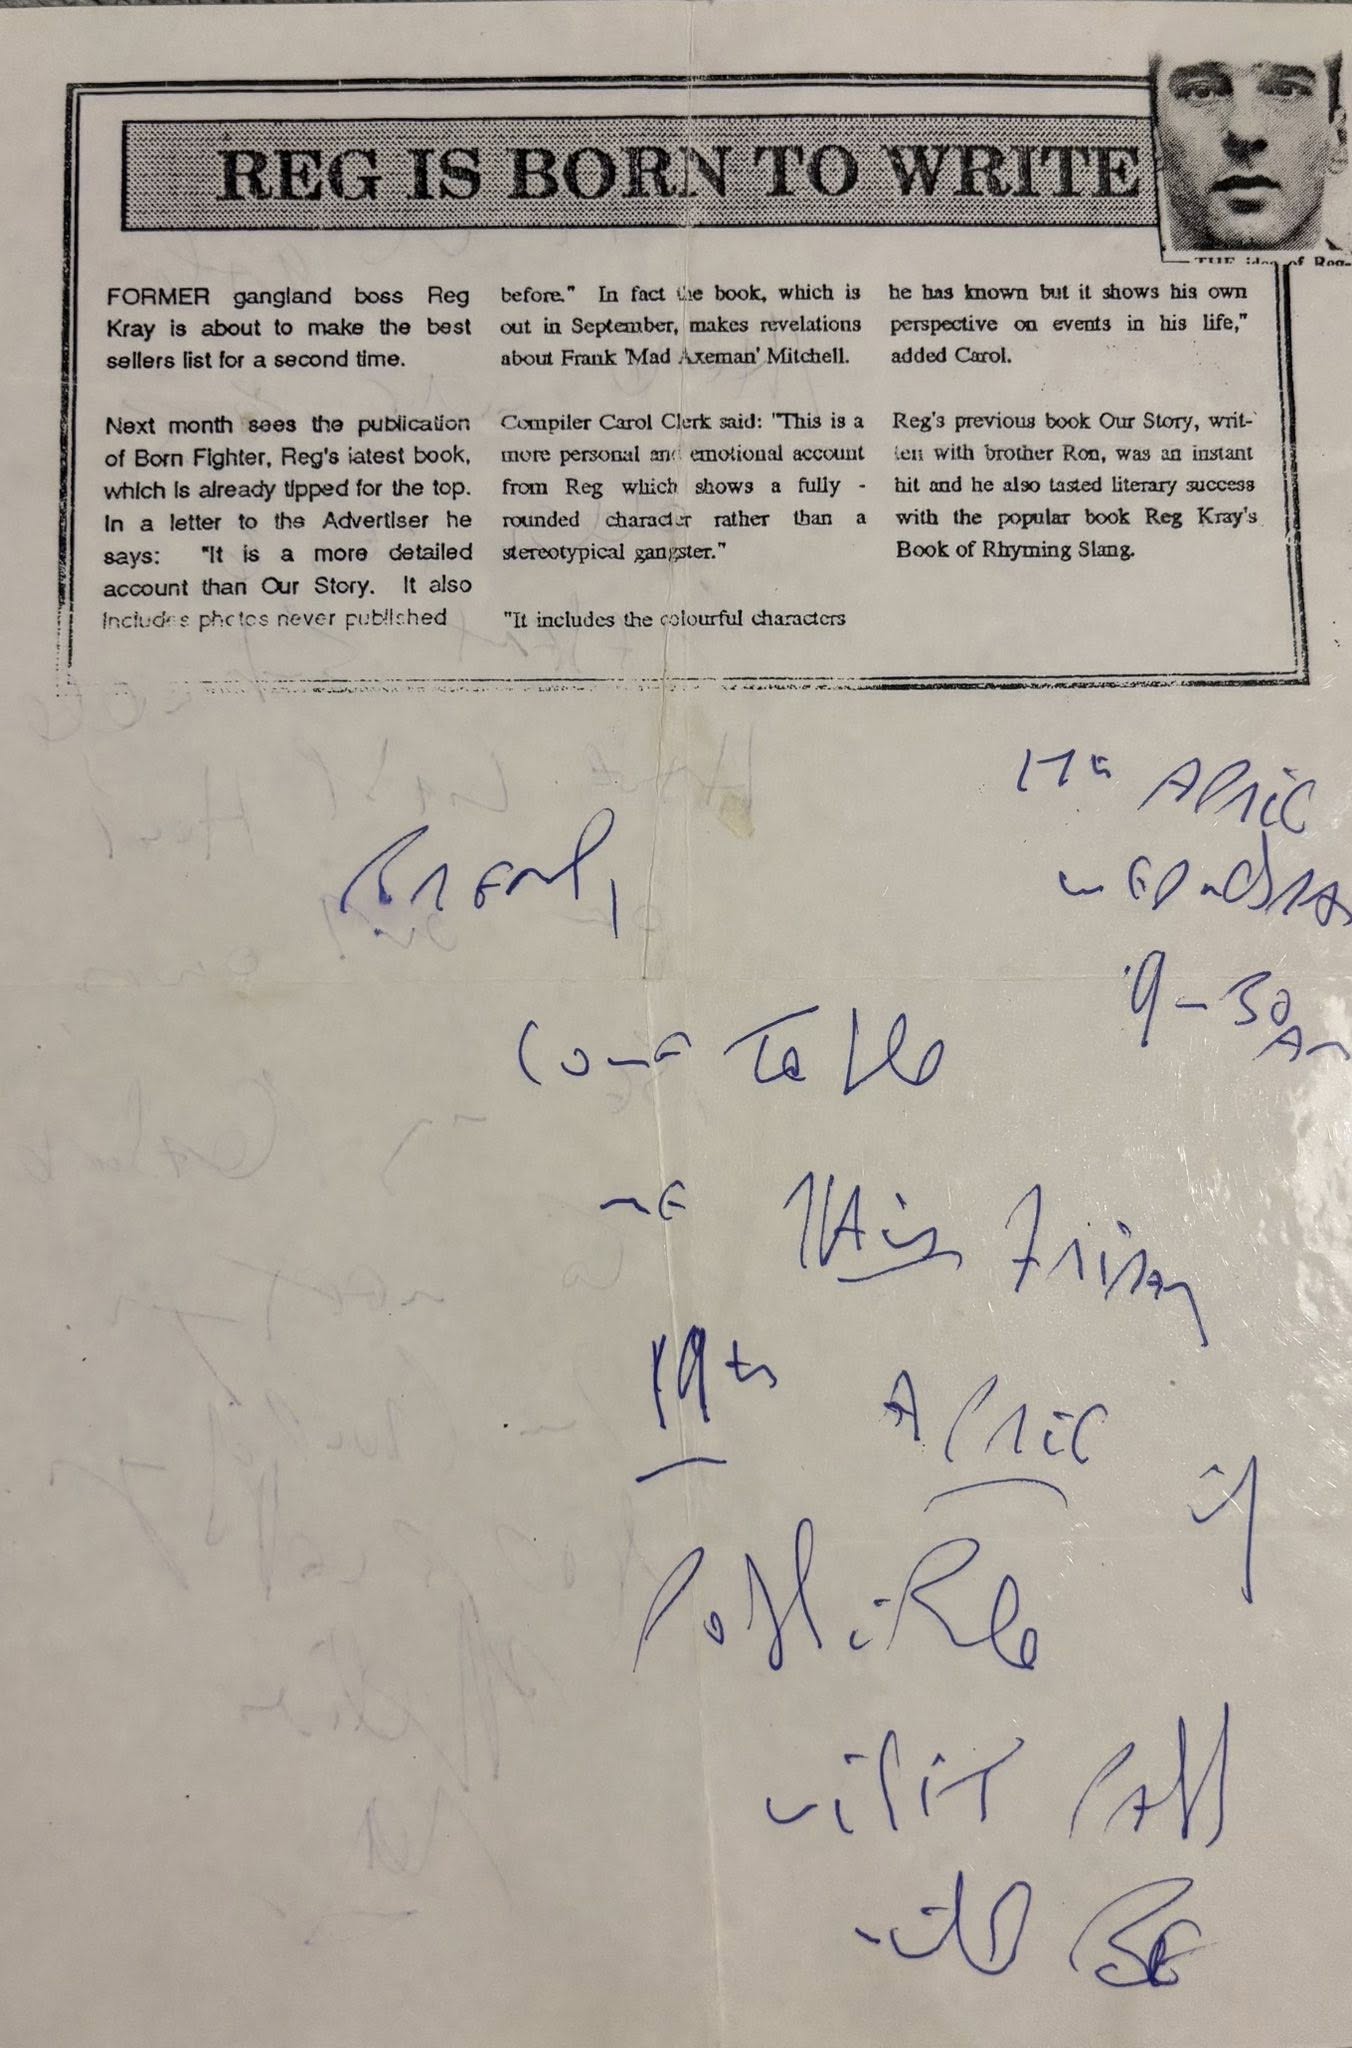 REG IS BORN TO WRITE
THE idea of Reg-
FORMER gangland boss Reg
Kray is about to make the best
sellers list for a second time.
Next month sees the publication
of Born Fighter, Reg's latest book,
which is already tipped for the top.
In a letter to the Advertiser he
says: "It is a more detailed
account than Our Story. It also
includes photos never published
before." In fact the book, which is
out in September, makes revelations
about Frank 'Mad Axeman' Mitchell.
Compiler Carol Clerk said: "This is a
more personal and emotional account
from Reg which shows a fully -
rounded character rather than a
stereotypical gangster."
"It includes the colourful characters
he has known but it shows his own
perspective on events in his life,"
added Carol.
Reg's previous book Our Story, writ-
ten with brother Ron, was an instant
hit and he also tasted literary success
with the popular book Reg Kray's
Book of Rhyming Slang.
17th April
Wednesday
9-30 Am
Come To
me This Friday
19th April if
Possible
visit Pass
will BE